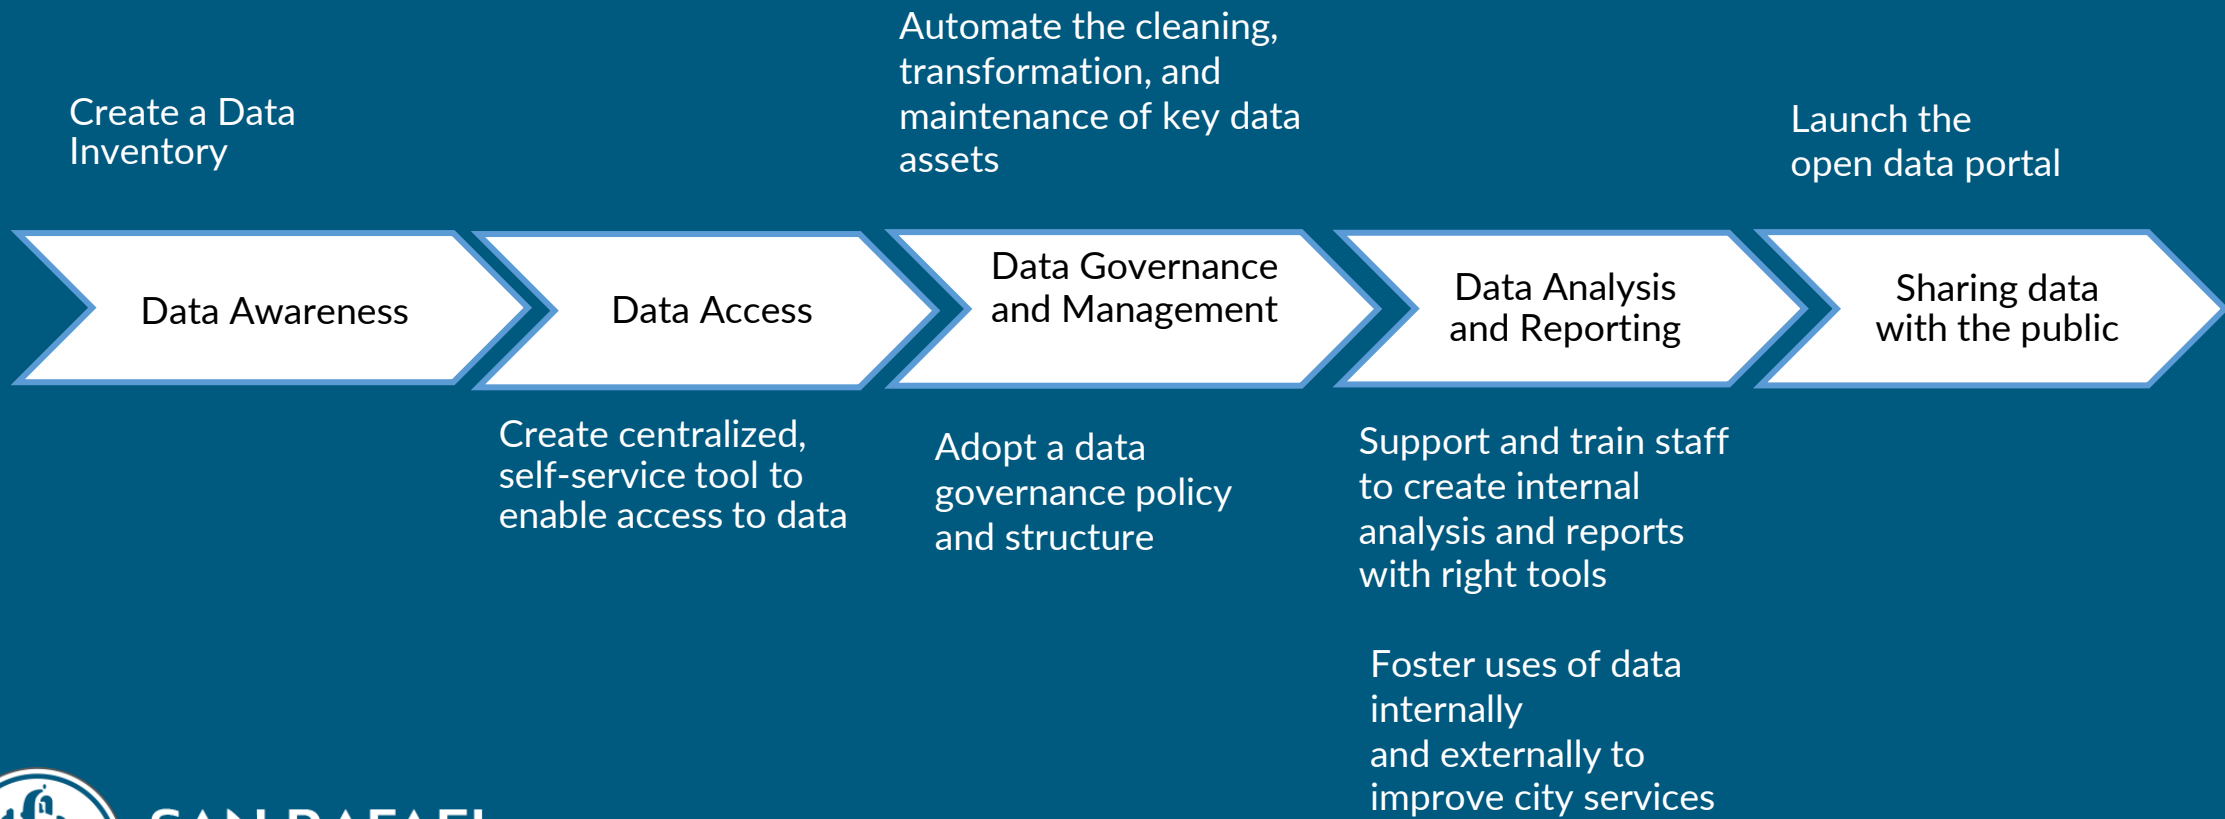 Automate the cleaning,
transformation, and
maintenance of key data
assets
Create a Data
Inventory
Launch the
open data portal
Data Awareness
Data Access
Data Governance
and Management
Data Analysis
and Reporting
Sharing data
with the public
Create centralized,
self-service tool to
enable access to data
Adopt a data
governance policy
and structure
Support and train staff
to create internal
analysis and reports
with right tools
Foster uses of data
internally
and externally to
improve city services
SAN RAFAEL